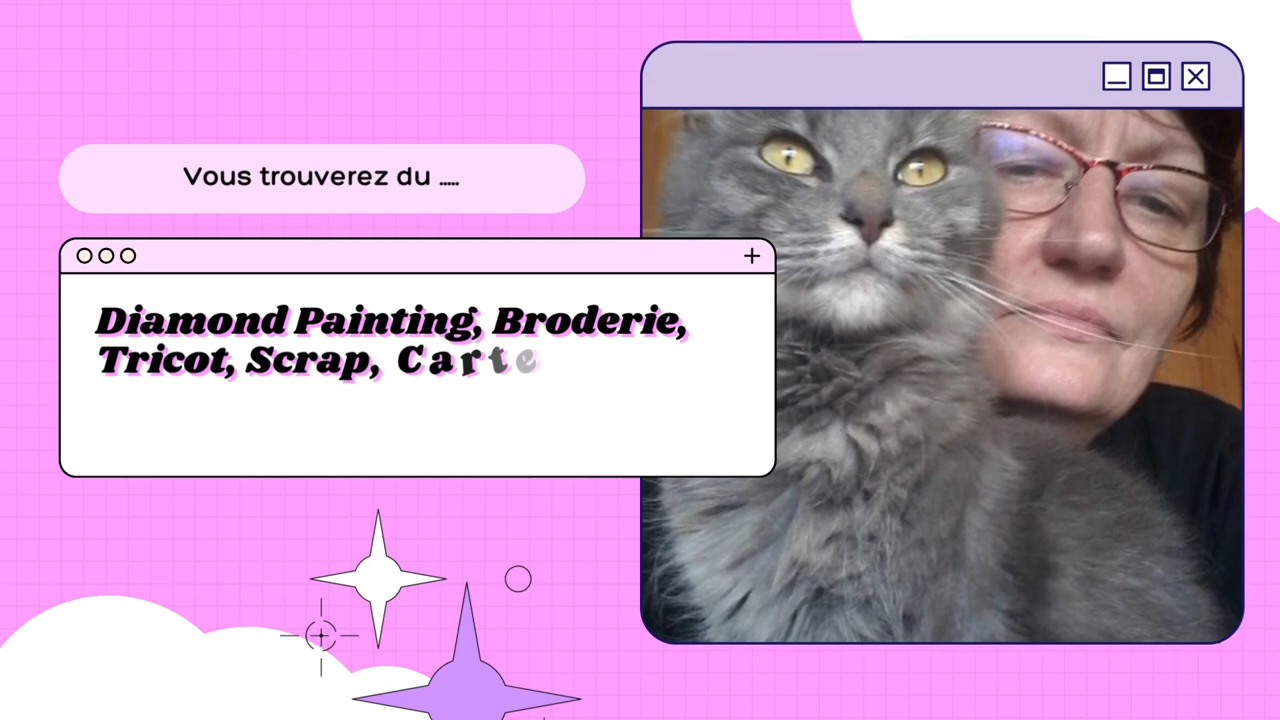 Vous trouverez du .....
Diamond Painting, Broderie,
Tricot, Scrap, Carte